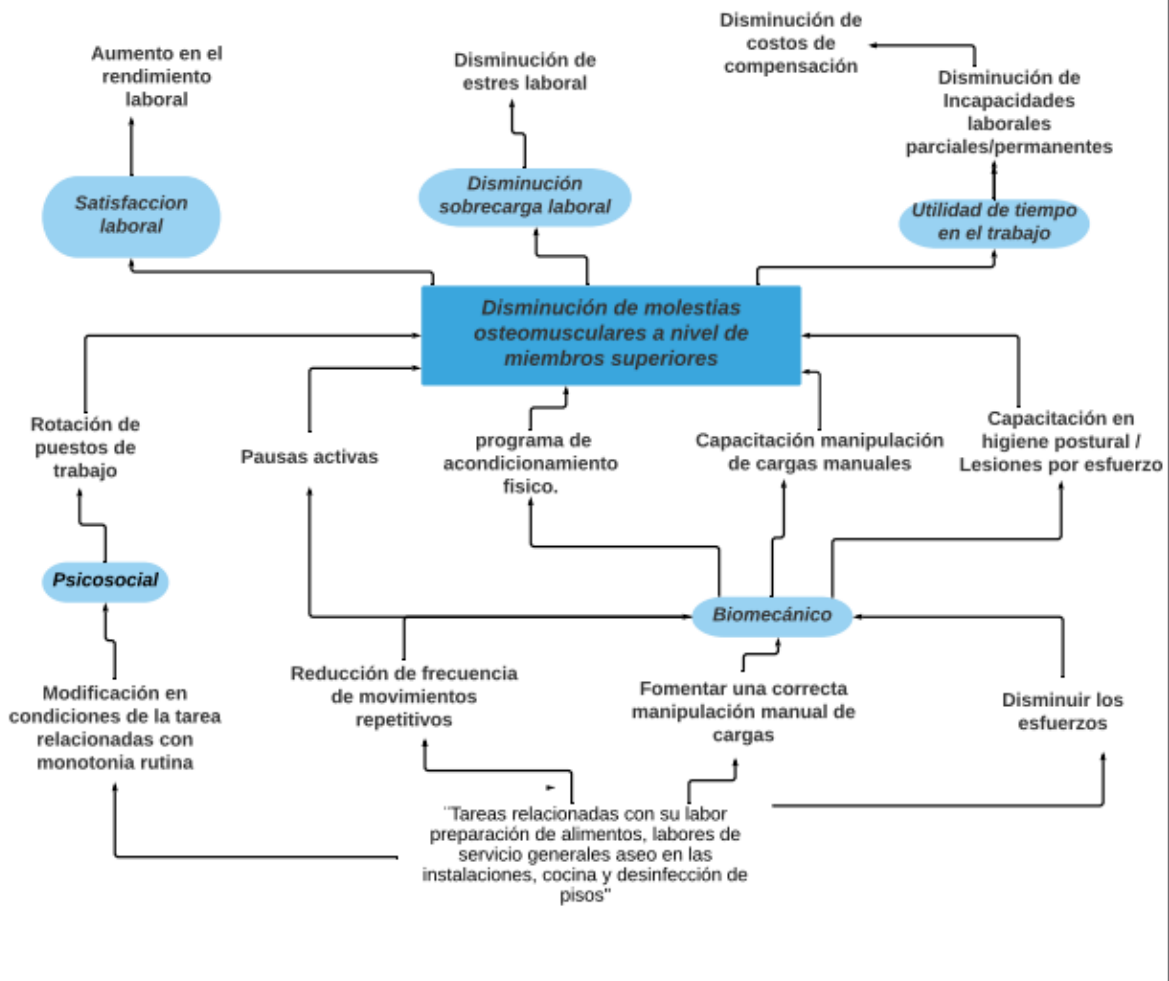 Disminución de
costos de
compensación
Aumento en el
rendimiento
laboral
Disminución de
estres laboral
Disminución de
Incapacidades
laborales
parciales/permanentes
Satisfaccion
laboral
Disminución
sobrecarga laboral
Utilidad de tiempo
en el trabajo
Disminución de molestias
osteomusculares a nivel de
miembros superiores
Rotación de
puestos de
trabajo
Pausas activas
programa de
acondicionamiento
fisico.
Capacitación manipulación
de cargas manuales
Capacitación en
higiene postural /
Lesiones por esfuerzo
Psicosocial
Biomecánico
Modificación en
condiciones de la tarea
relacionadas con
monotonia rutina
Reducción de frecuencia
de movimientos
repetitivos
Fomentar una correcta
manipulación manual de
cargas
Disminuir los
esfuerzos
¨Tareas relacionadas con su labor
preparación de alimentos, labores de
servicio generales aseo en las
instalaciones, cocina y desinfección de
pisos"